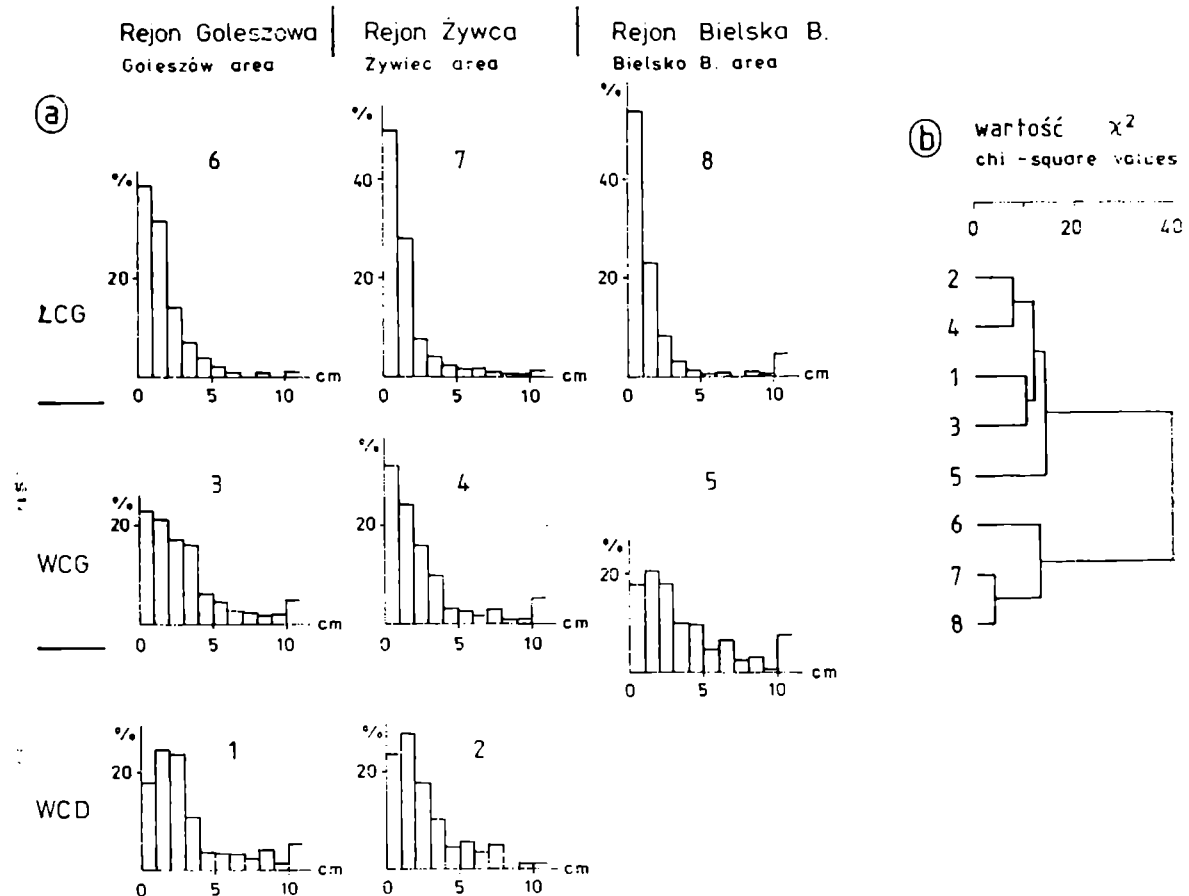 Rejon Goleszowa | Rejon Żywca | Rejon Bielska B.
Goleszów area Żywiec area Bielsko B. area
a
b
wartość χ²
chi-square values
0 20 40
2
4
1
3
5
6
7
8
ŁCG
6
%
20
0 5 10 cm
7
%
40
20
0 5 10 cm
8
%
40
20
0 5 10 cm
WCG
3
%
20
0 5 10 cm
4
%
20
0 5 10 cm
5
%
20
0 5 10 cm
WCD
1
%
20
0 5 10 cm
2
%
20
0 5 10 cm